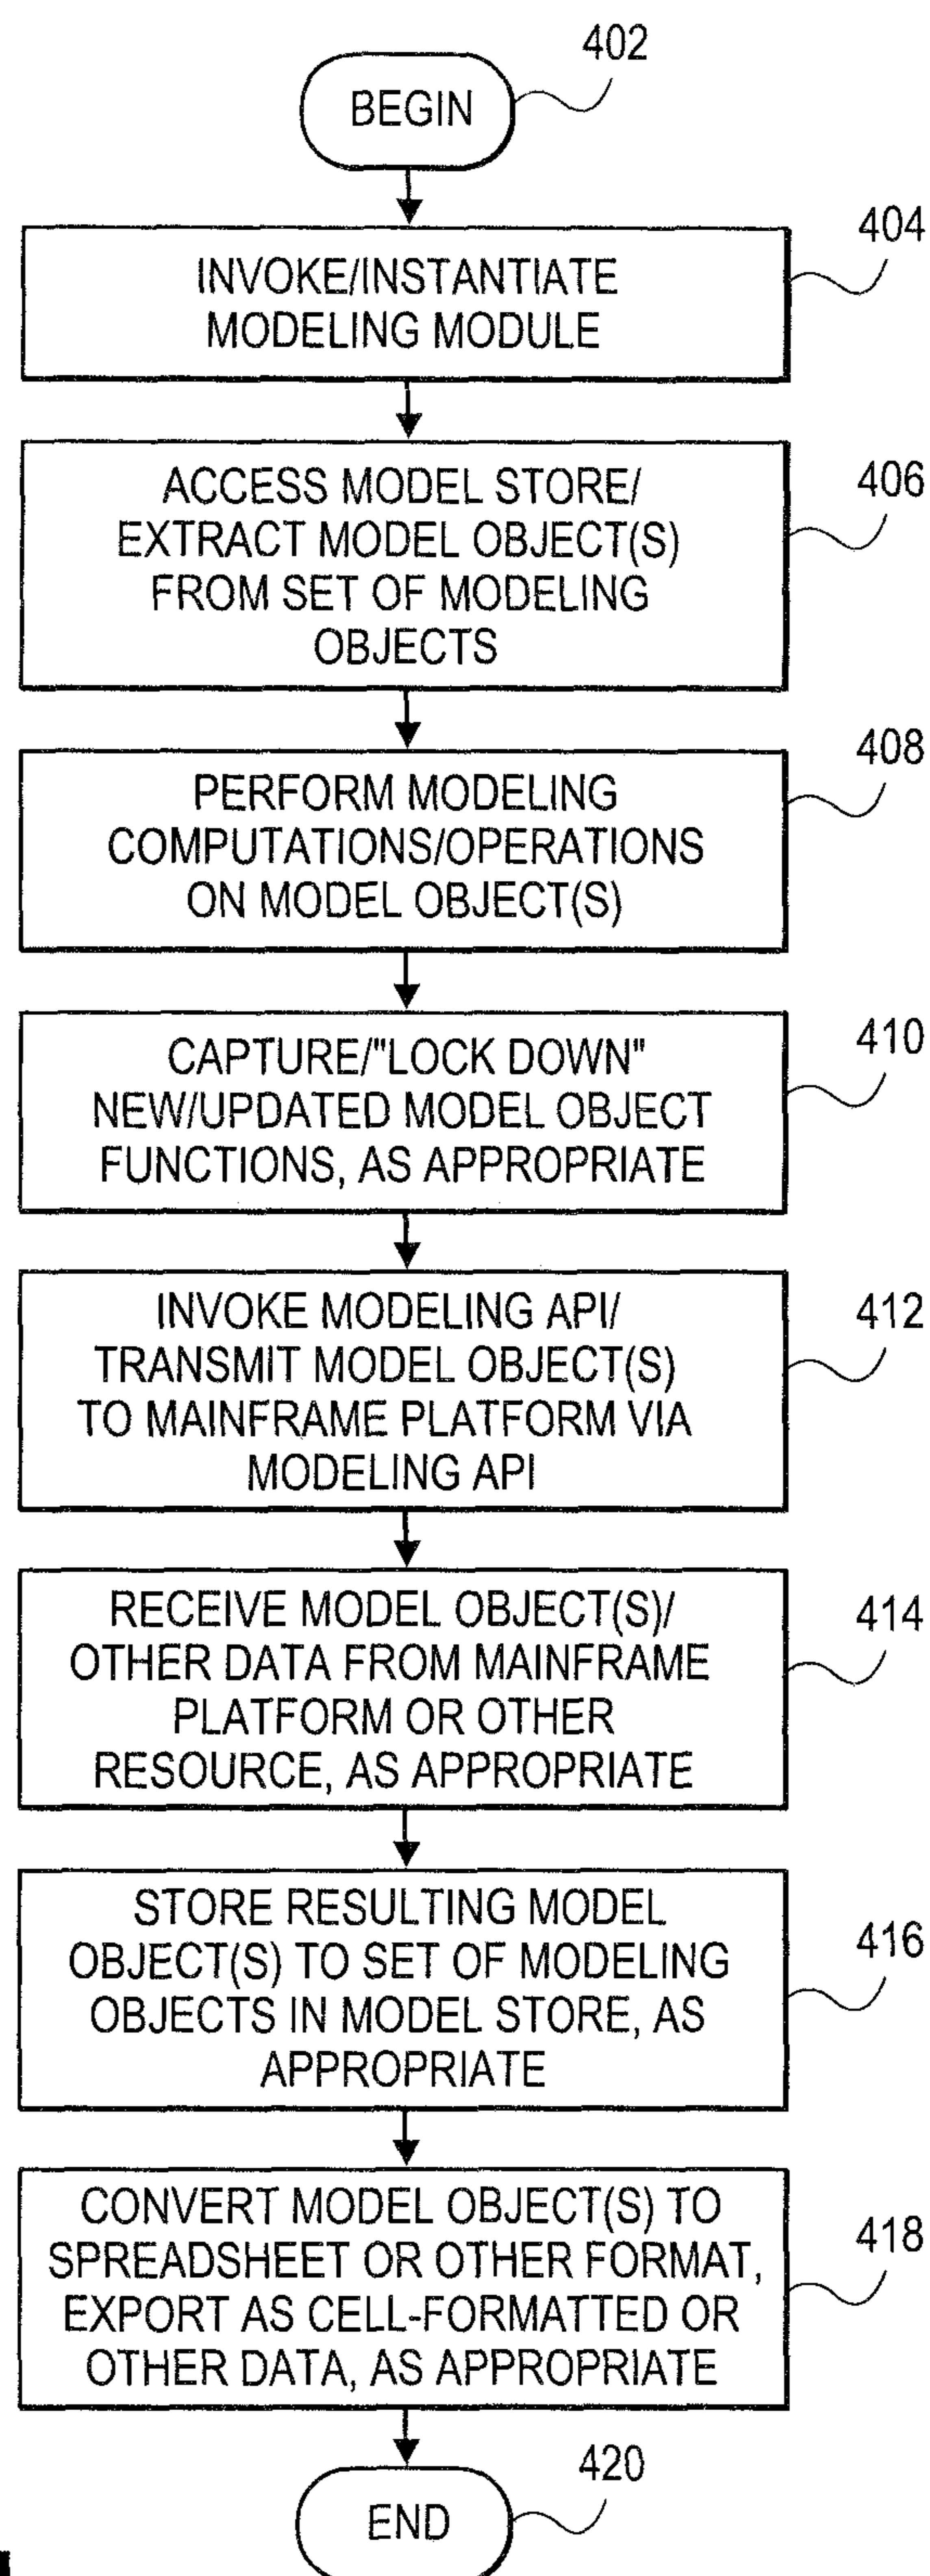 402
BEGIN
404
INVOKE/INSTANTIATE
MODELING MODULE
406
ACCESS MODEL STORE/
EXTRACT MODEL OBJECT(S)
FROM SET OF MODELING
OBJECTS
408
PERFORM MODELING
COMPUTATIONS/OPERATIONS
ON MODEL OBJECT(S)
410
CAPTURE/"LOCK DOWN"
NEW/UPDATED MODEL OBJECT
FUNCTIONS, AS APPROPRIATE
412
INVOKE MODELING API/
TRANSMIT MODEL OBJECT(S)
TO MAINFRAME PLATFORM VIA
MODELING API
414
RECEIVE MODEL OBJECT(S)/
OTHER DATA FROM MAINFRAME
PLATFORM OR OTHER
RESOURCE, AS APPROPRIATE
416
STORE RESULTING MODEL
OBJECT(S) TO SET OF MODELING
OBJECTS IN MODEL STORE, AS
APPROPRIATE
418
CONVERT MODEL OBJECT(S) TO
SPREADSHEET OR OTHER FORMAT,
EXPORT AS CELL-FORMATTED OR
OTHER DATA, AS APPROPRIATE
420
END